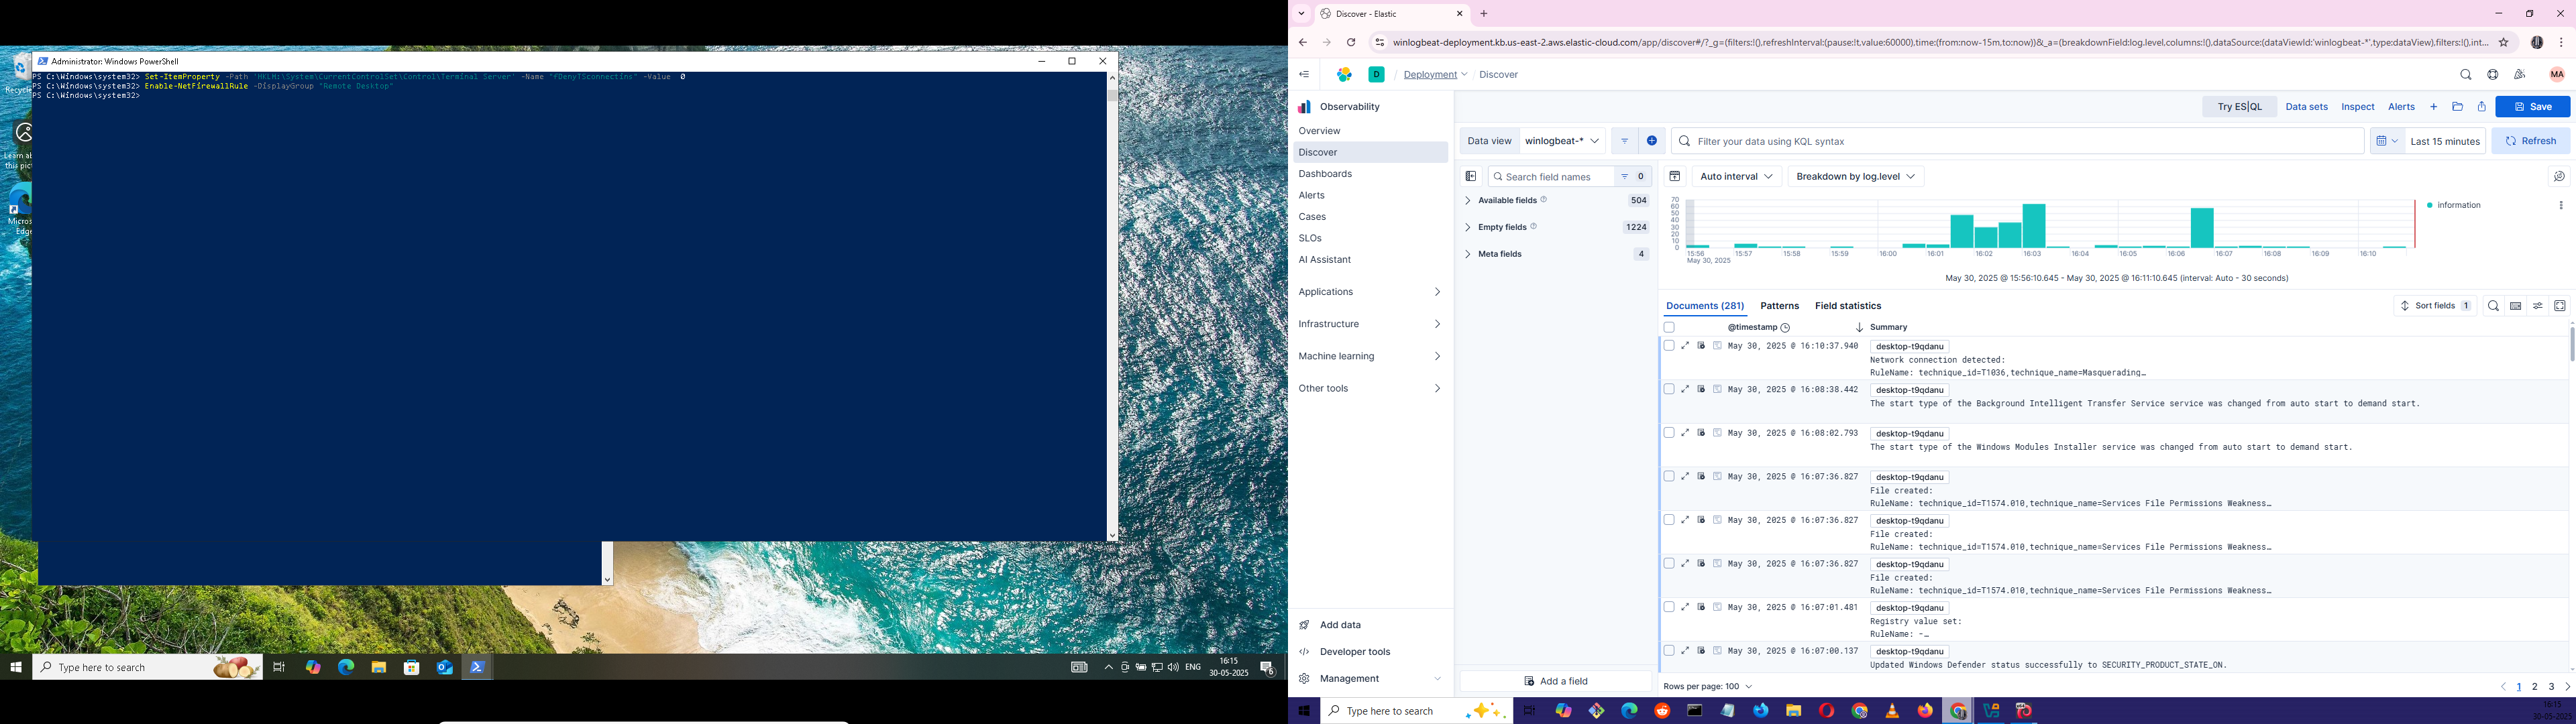 Administrator: Windows PowerShell
PS C:\Windows\system32> Set-ItemProperty -Path 'HKLM:\System\CurrentControlSet\Control\Terminal Server' -Name "fDenyTSconnectins" -Value 0
PS C:\Windows\system32> Enable-NetFirewallRule -DisplayGroup "Remote Desktop"
PS C:\Windows\system32>
Recyc
Learn ab
this pict
Micros
Edge
Type here to search
ENG
16:15
30-05-2025
6
Discover - Elastic
winlogbeat-deployment.kb.us-east-2.aws.elastic-cloud.com/app/discover#/?_g=(filters:!(),refreshInterval:(pause:!t,value:60000),time:(from:now-15m,to:now))&_a=(breakdownField:log.level,columns:!(),dataSource:(dataViewId:'winlogbeat-*',type:dataView),filters:!(),int...
D / Deployment / Discover
MA
Observability
Overview
Discover
Dashboards
Alerts
Cases
SLOs
AI Assistant
Applications
Infrastructure
Machine learning
Other tools
Add data
Developer tools
Management
Try ES|QL Data sets Inspect Alerts Save
Data view winlogbeat-* Filter your data using KQL syntax Last 15 minutes Refresh
Search field names 0
Available fields 504
Empty fields 1224
Meta fields 4
Add a field
Auto interval Breakdown by log.level
70
60
50
40
30
20
10
0
15:56 15:57 15:58 15:59 16:00 16:01 16:02 16:03 16:04 16:05 16:06 16:07 16:08 16:09 16:10
May 30, 2025
information
May 30, 2025 @ 15:56:10.645 - May 30, 2025 @ 16:11:10.645 (interval: Auto - 30 seconds)
Documents (281) Patterns Field statistics Sort fields 1
@timestamp Summary
May 30, 2025 @ 16:10:37.940 desktop-t9qdanu
Network connection detected:
RuleName: technique_id=T1036,technique_name=Masquerading…
May 30, 2025 @ 16:08:38.442 desktop-t9qdanu
The start type of the Background Intelligent Transfer Service service was changed from auto start to demand start.
May 30, 2025 @ 16:08:02.793 desktop-t9qdanu
The start type of the Windows Modules Installer service was changed from auto start to demand start.
May 30, 2025 @ 16:07:36.827 desktop-t9qdanu
File created:
RuleName: technique_id=T1574.010,technique_name=Services File Permissions Weakness…
May 30, 2025 @ 16:07:36.827 desktop-t9qdanu
File created:
RuleName: technique_id=T1574.010,technique_name=Services File Permissions Weakness…
May 30, 2025 @ 16:07:36.827 desktop-t9qdanu
File created:
RuleName: technique_id=T1574.010,technique_name=Services File Permissions Weakness…
May 30, 2025 @ 16:07:01.481 desktop-t9qdanu
Registry value set:
RuleName: -…
May 30, 2025 @ 16:07:00.137 desktop-t9qdanu
Updated Windows Defender status successfully to SECURITY_PRODUCT_STATE_ON.
Rows per page: 100 1 2 3
Type here to search
16:15